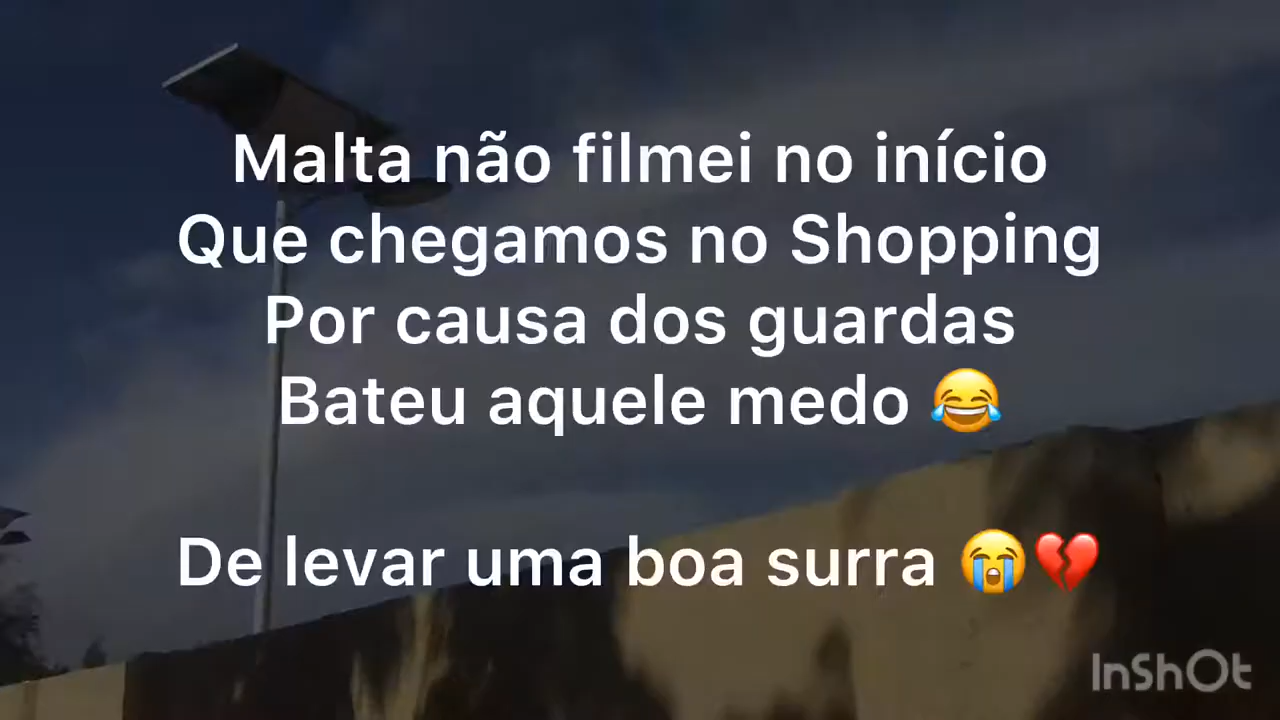 Malta não filmei no início
Que chegamos no Shopping
Por causa dos guardas
Bateu aquele medo 😂
De levar uma boa surra 😭💔
InShOt